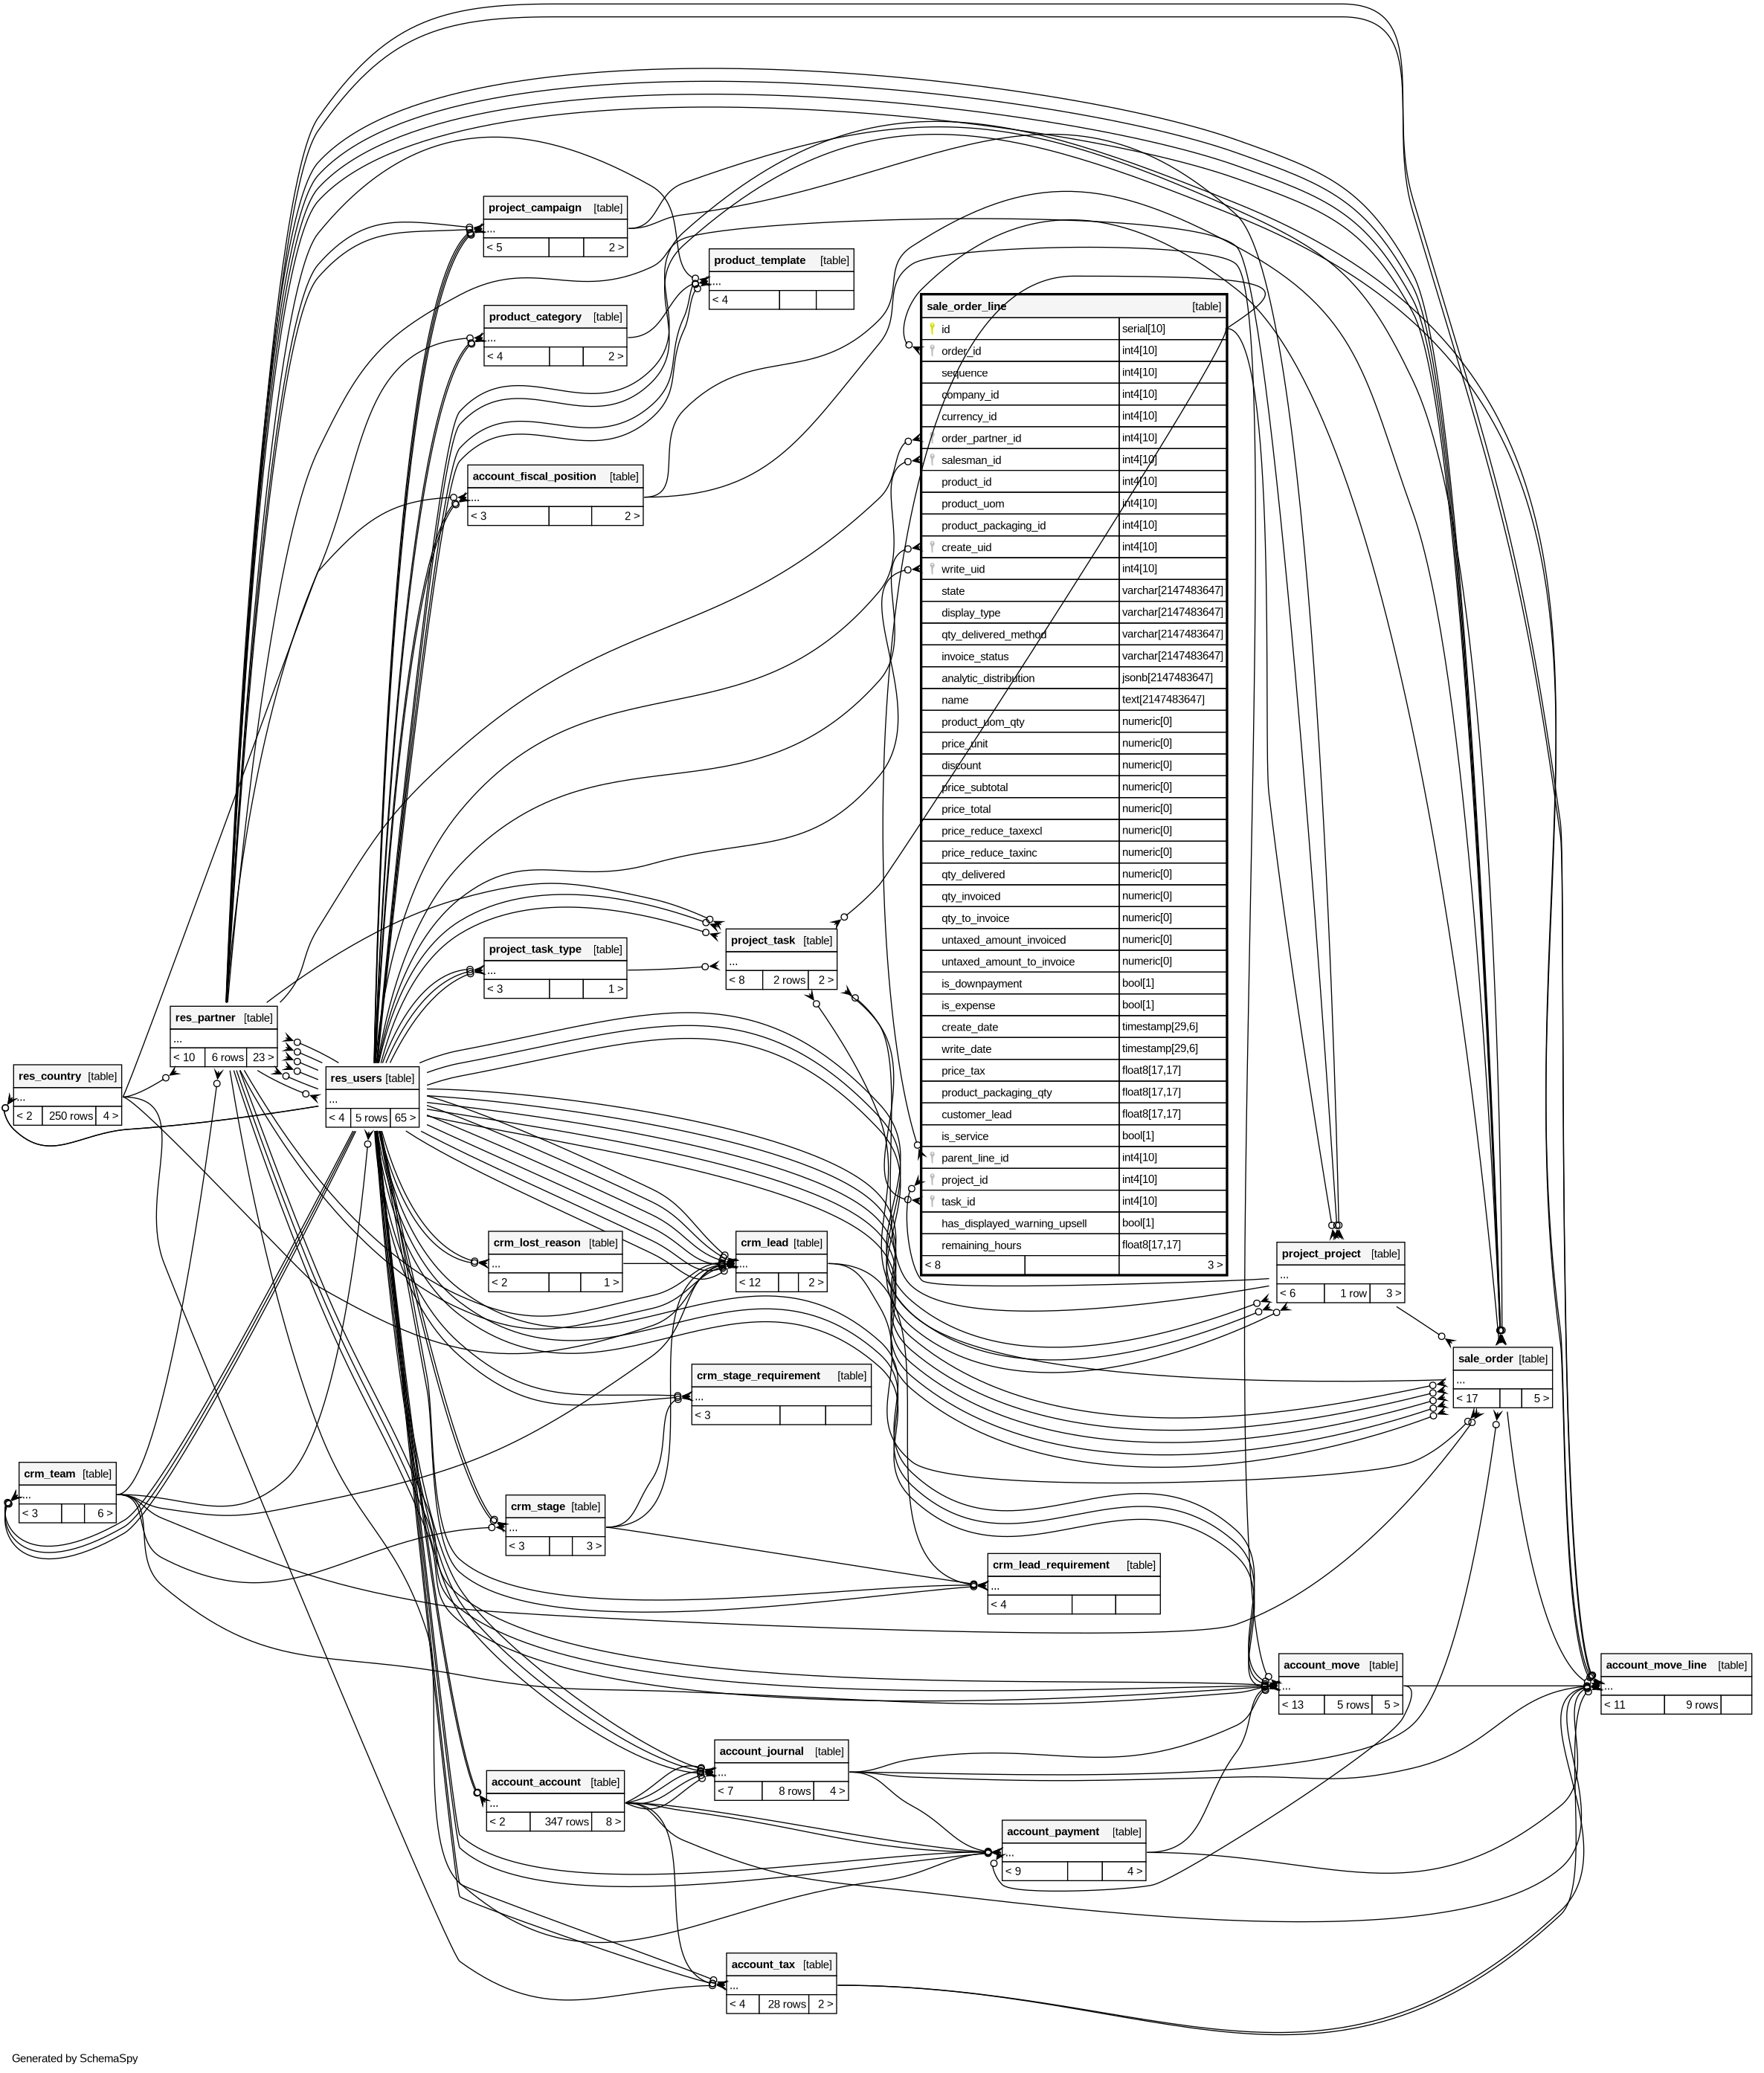 project_campaign [table]
...
< 5 2 >
product_template [table]
...
< 4
product_category [table]
...
< 4 2 >
account_fiscal_position [table]
...
< 3 2 >
sale_order_line [table]
id serial[10]
order_id int4[10]
sequence int4[10]
company_id int4[10]
currency_id int4[10]
order_partner_id int4[10]
salesman_id int4[10]
product_id int4[10]
product_uom int4[10]
product_packaging_id int4[10]
create_uid int4[10]
write_uid int4[10]
state varchar[2147483647]
display_type varchar[2147483647]
qty_delivered_method varchar[2147483647]
invoice_status varchar[2147483647]
analytic_distribution jsonb[2147483647]
name text[2147483647]
product_uom_qty numeric[0]
price_unit numeric[0]
discount numeric[0]
price_subtotal numeric[0]
price_total numeric[0]
price_reduce_taxexcl numeric[0]
price_reduce_taxinc numeric[0]
qty_delivered numeric[0]
qty_invoiced numeric[0]
qty_to_invoice numeric[0]
untaxed_amount_invoiced numeric[0]
untaxed_amount_to_invoice numeric[0]
is_downpayment bool[1]
is_expense bool[1]
create_date timestamp[29,6]
write_date timestamp[29,6]
price_tax float8[17,17]
product_packaging_qty float8[17,17]
customer_lead float8[17,17]
is_service bool[1]
parent_line_id int4[10]
project_id int4[10]
task_id int4[10]
has_displayed_warning_upsell bool[1]
remaining_hours float8[17,17]
< 8 3 >
project_task [table]
...
< 8 2 rows 2 >
project_task_type [table]
...
< 3 1 >
res_partner [table]
...
< 10 6 rows 23 >
res_country [table]
...
< 2 250 rows 4 >
res_users [table]
...
< 4 5 rows 65 >
crm_lost_reason [table]
...
< 2 1 >
crm_lead [table]
...
< 12 2 >
project_project [table]
...
< 6 1 row 3 >
sale_order [table]
...
< 17 5 >
crm_stage_requirement [table]
...
< 3
crm_team [table]
...
< 3 6 >
crm_stage [table]
...
< 3 3 >
crm_lead_requirement [table]
...
< 4
account_move [table]
...
< 13 5 rows 5 >
account_move_line [table]
...
< 11 9 rows
account_journal [table]
...
< 7 8 rows 4 >
account_account [table]
...
< 2 347 rows 8 >
account_payment [table]
...
< 9 4 >
account_tax [table]
...
< 4 28 rows 2 >
Generated by SchemaSpy